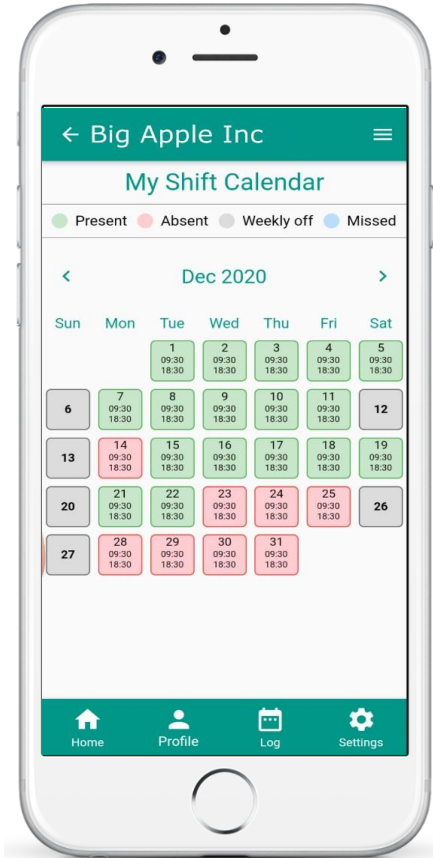 Big Apple Inc
My Shift Calendar
Present Absent Weekly off Missed
Dec 2020
Sun Mon Tue Wed Thu Fri Sat
1 2 3 4 5
09:30 09:30 09:30 09:30 09:30
18:30 18:30 18:30 18:30 18:30
6 7 8 9 10 11 12
09:30 09:30 09:30 09:30 09:30
18:30 18:30 18:30 18:30 18:30
13 14 15 16 17 18 19
09:30 09:30 09:30 09:30 09:30 09:30
18:30 18:30 18:30 18:30 18:30 18:30
20 21 22 23 24 25 26
09:30 09:30 09:30 09:30 09:30
18:30 18:30 18:30 18:30 18:30
27 28 29 30 31
09:30 09:30 09:30 09:30
18:30 18:30 18:30 18:30
Home Profile Log Settings